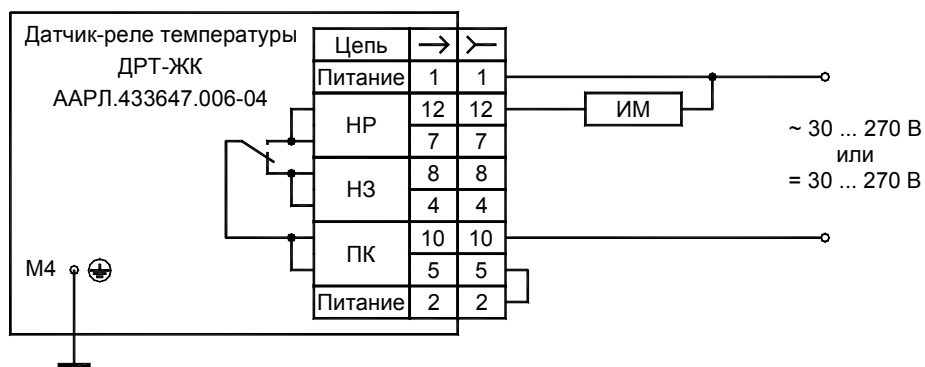 Датчик-реле температуры
ДРТ-ЖК
ААРЛ.433647.006-04
Цепь
Питание 1 1
НР 12 12
7 7
НЗ 8 8
4 4
ПК 10 10
5 5
Питание 2 2
ИМ
~ 30 ... 270 В
или
= 30 ... 270 В
М4